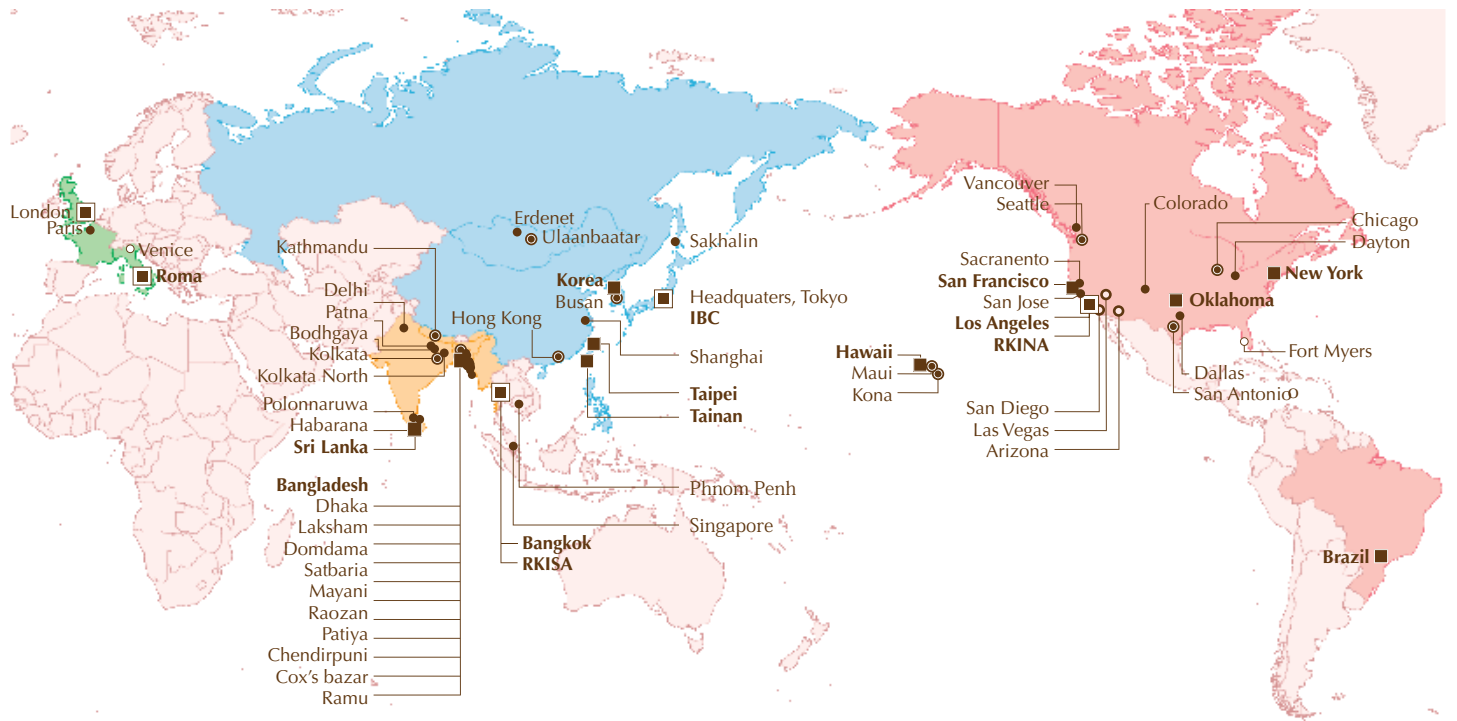 London
Paris
Venice
Roma
Kathmandu
Delhi
Patna
Bodhgaya
Kolkata
Kolkata North
Polonnaruwa
Habarana
Sri Lanka
Bangladesh
Dhaka
Laksham
Domdama
Satbaria
Mayani
Raozan
Patiya
Chendirpuni
Cox's bazar
Ramu
Erdenet
Ulaanbaatar
Sakhalin
Korea
Busan
Headquaters, Tokyo
IBC
Hong Kong
Shanghai
Taipei
Tainan
Phnom Penh
Singapore
Bangkok
RKISA
Hawaii
Maui
Kona
Vancouver
Seattle
Sacranento
San Francisco
San Jose
Los Angeles
RKINA
San Diego
Las Vegas
Arizona
Colorado
Chicago
Dayton
New York
Oklahoma
Fort Myers
Dallas
San Antonio
Brazil